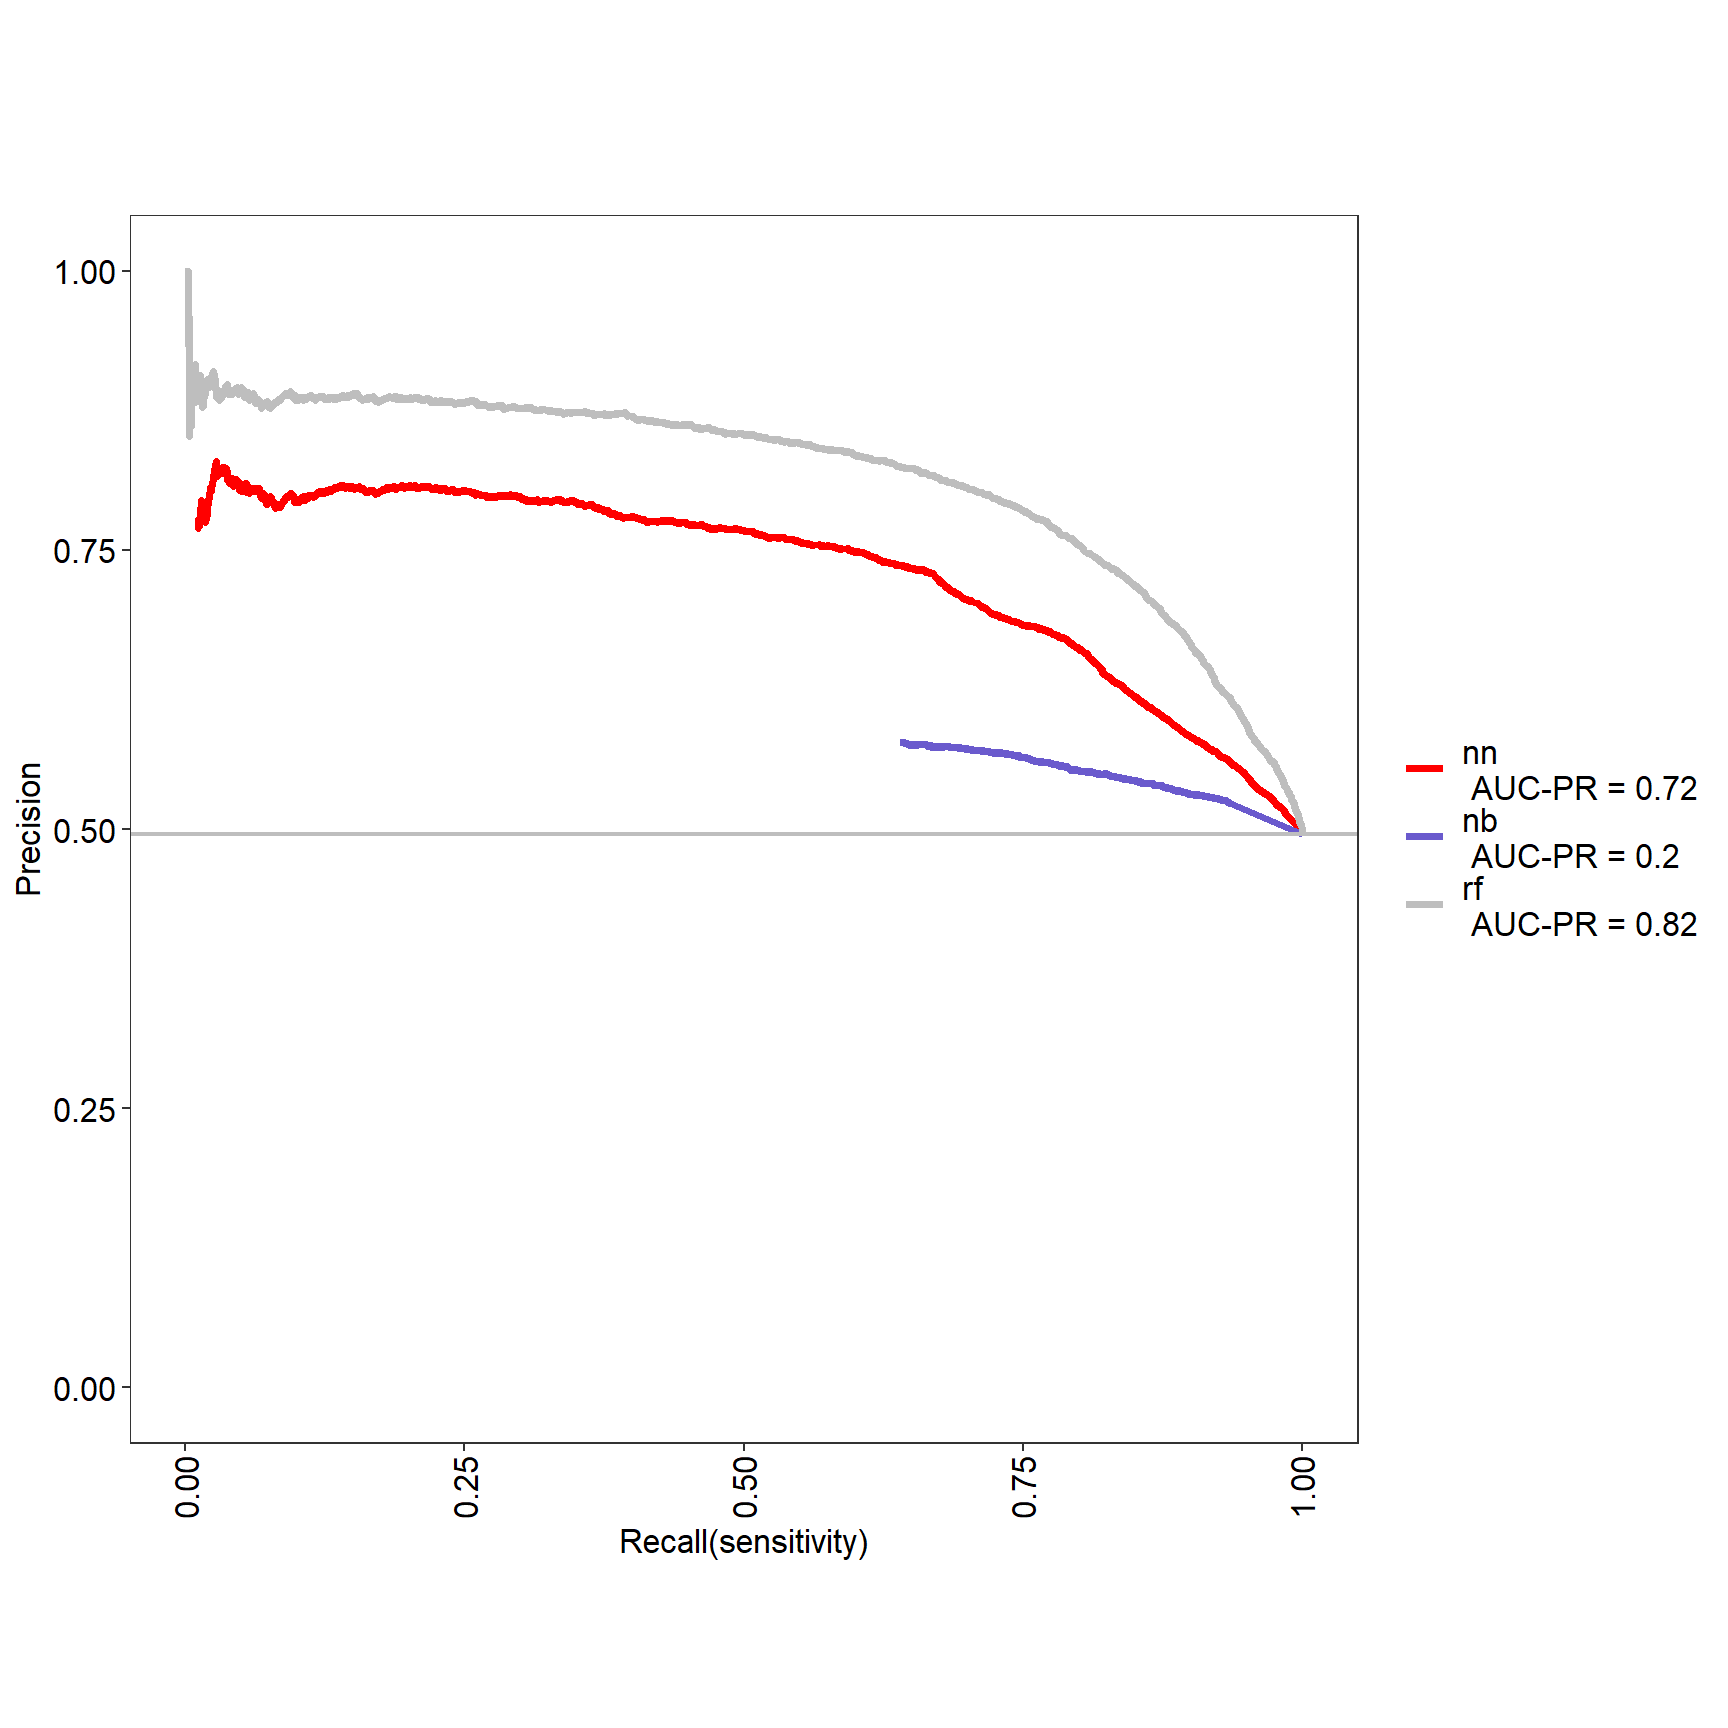 1.00
0.75
0.50
0.25
0.00
Precision
0.00
0.25
0.50
0.75
1.00
Recall(sensitivity)
nn
AUC-PR = 0.72
nb
AUC-PR = 0.2
rf
AUC-PR = 0.82